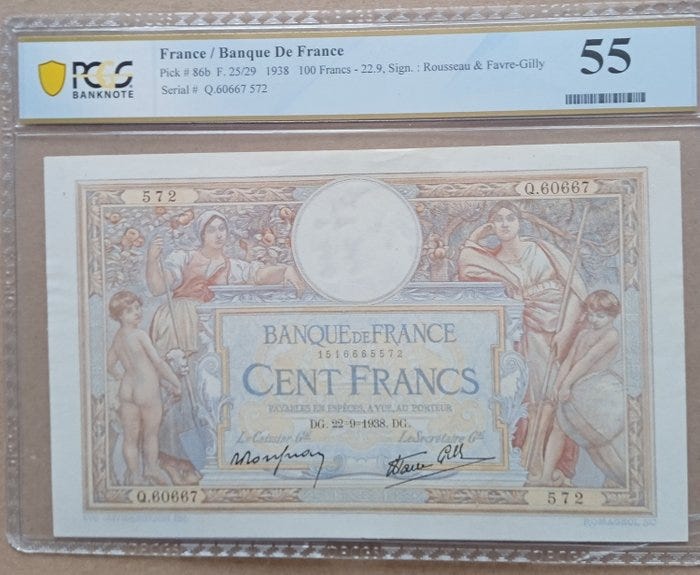 France / Banque De France
Pick # 86b F. 25/29 1938 100 Francs - 22.9, Sign. : Rousseau & Favre-Gilly
Serial # Q.60667 572
PCGS
BANKNOTE
55
572
Q.60667
BANQUE DE FRANCE
1516665572
CENT FRANCS
PAYABLES EN ESPÈCES, A VUE, AU PORTEUR
DG. 22=9=1938. DG.
Le Caissier Gal
Le Secrétaire Gal
Q.60667
572
ROMAGNOL SC